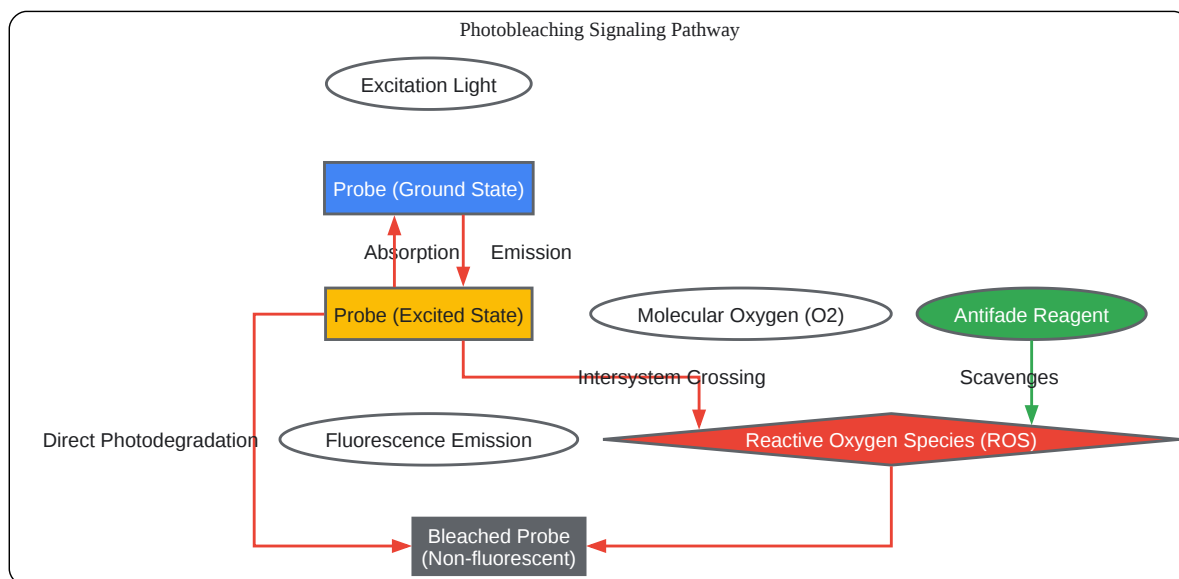 Photobleaching Signaling Pathway
Excitation Light
Probe (Ground State)
Absorption
Emission
Probe (Excited State)
Molecular Oxygen (O2)
Antifade Reagent
Intersystem Crossing
Scavenges
Direct Photodegradation
Fluorescence Emission
Reactive Oxygen Species (ROS)
Bleached Probe
(Non-fluorescent)